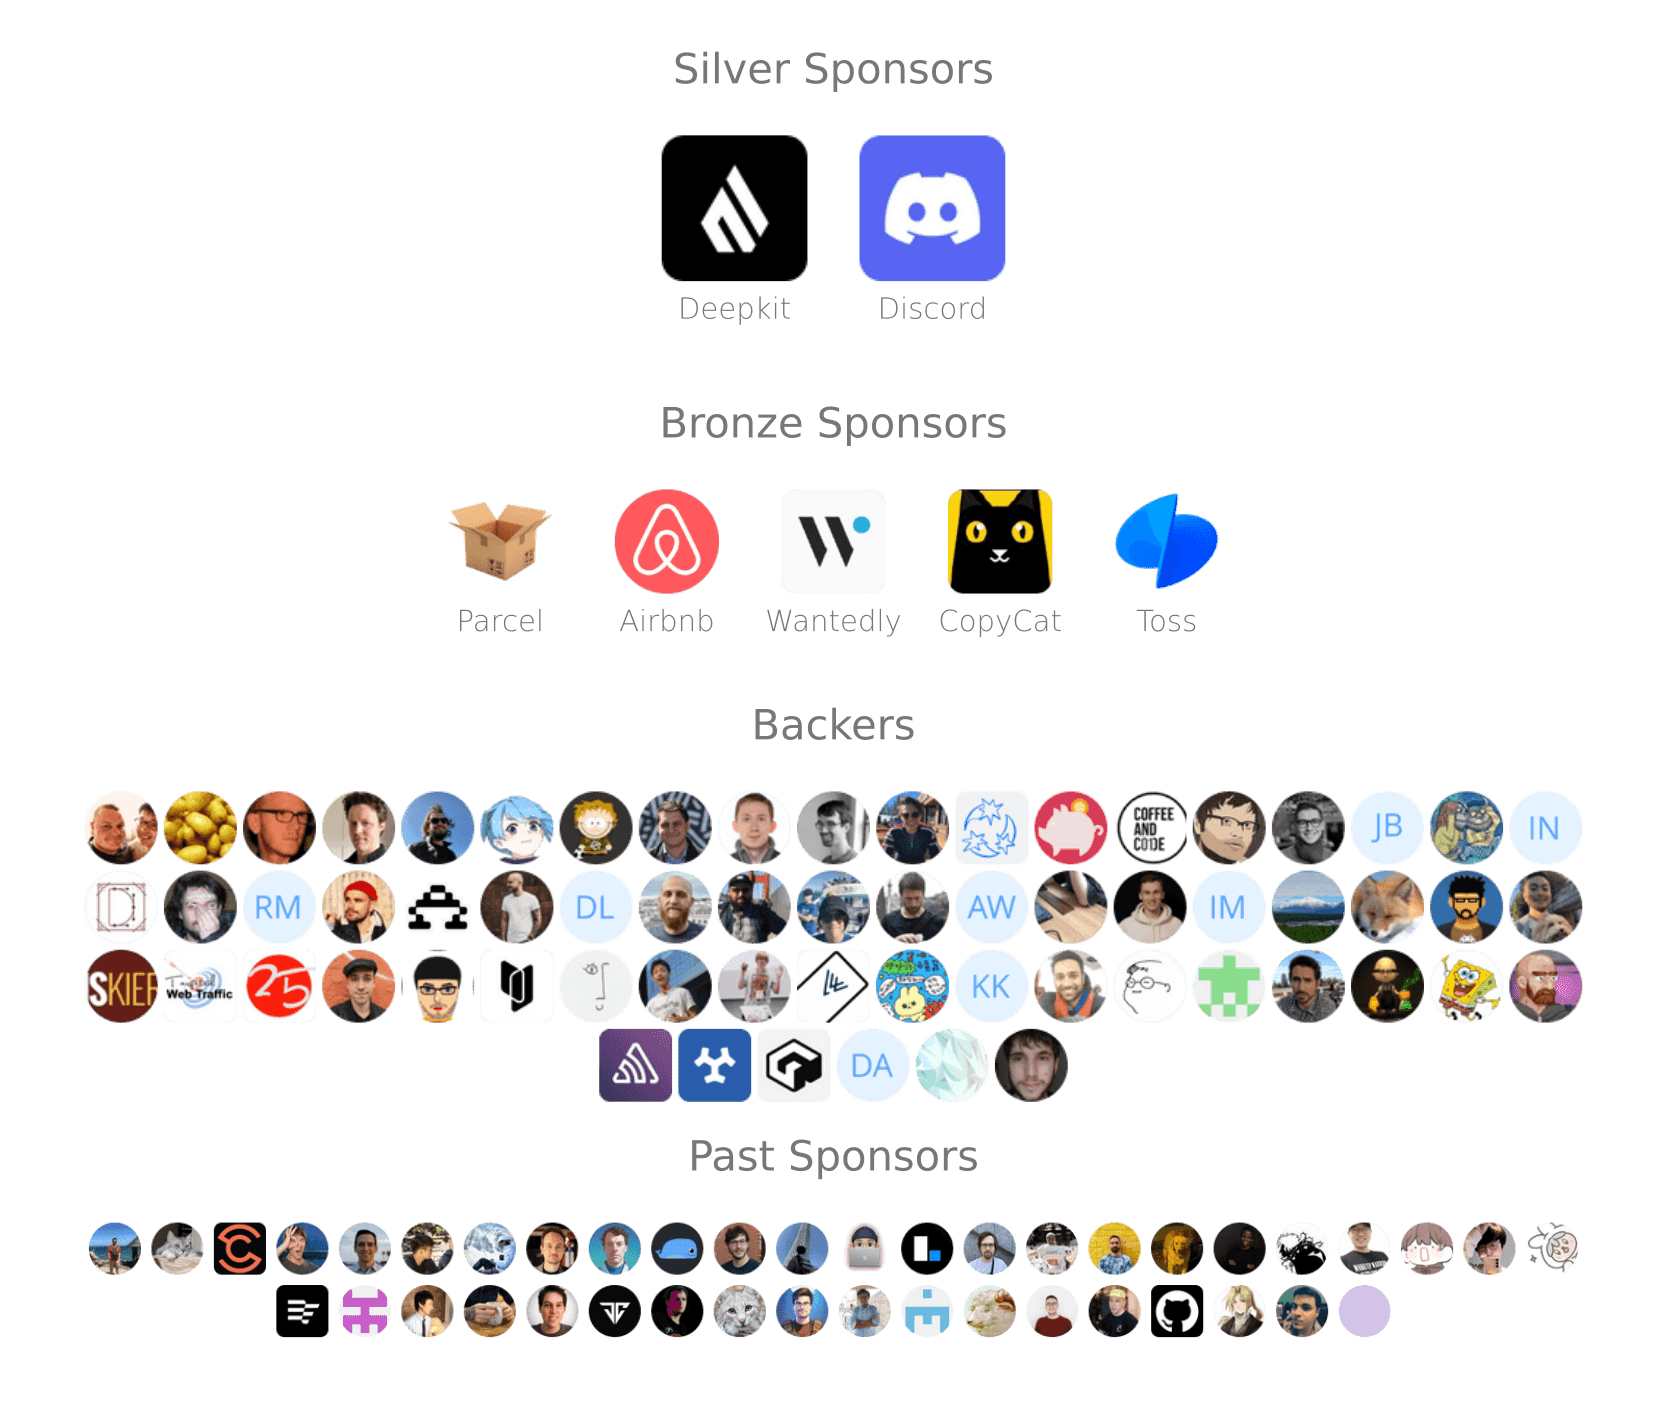 Silver Sponsors
Deepkit
Discord
Bronze Sponsors
Parcel
Airbnb
Wantedly
CopyCat
Toss
Backers
COFFEE
AND
CODE
JB
IN
RM
DL
AW
IM
SKIEF
Web Traffic
25
KK
DA
Past Sponsors